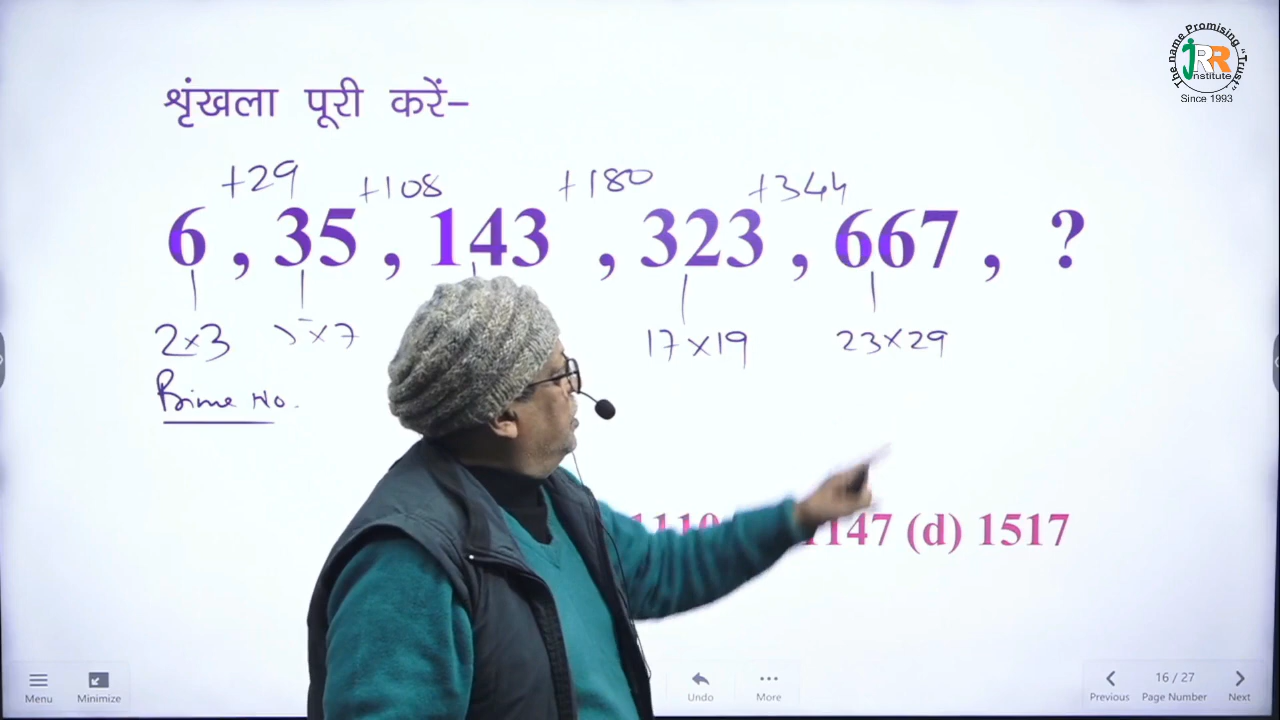 The name Promising "Trust"
JRR
institute
Since 1993
श्रृंखला पूरी करें–
+29 +108 +180 +344
6 , 35 , 143 , 323 , 667 , ?
2×3 ×7 17×19 23×29
Prime No.
1110 1147 (d) 1517
Menu Minimize Undo More Previous 16 / 27 Page Number Next